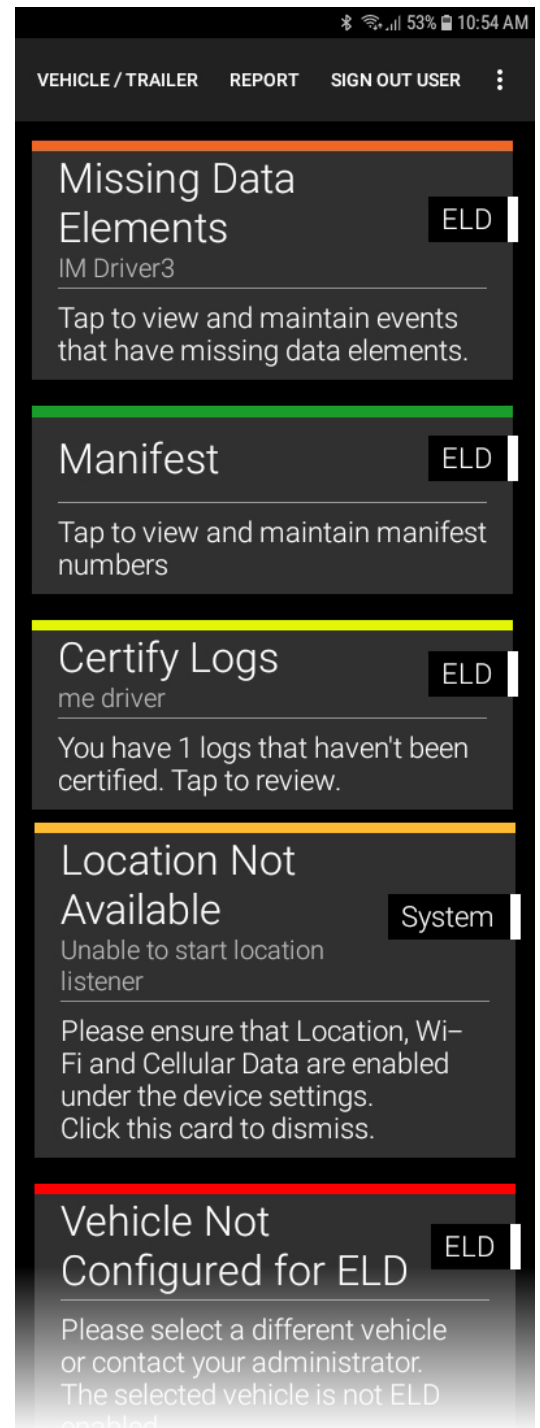 53% 10:54 AM
VEHICLE / TRAILER REPORT SIGN OUT USER
Missing Data
Elements
ELD
IM Driver3
Tap to view and maintain events
that have missing data elements.
Manifest
ELD
Tap to view and maintain manifest
numbers
Certify Logs
ELD
me driver
You have 1 logs that haven't been
certified. Tap to review.
Location Not
Available
System
Unable to start location
listener
Please ensure that Location, Wi–
Fi and Cellular Data are enabled
under the device settings.
Click this card to dismiss.
Vehicle Not
Configured for ELD
ELD
Please select a different vehicle
or contact your administrator.
The selected vehicle is not ELD
enabled